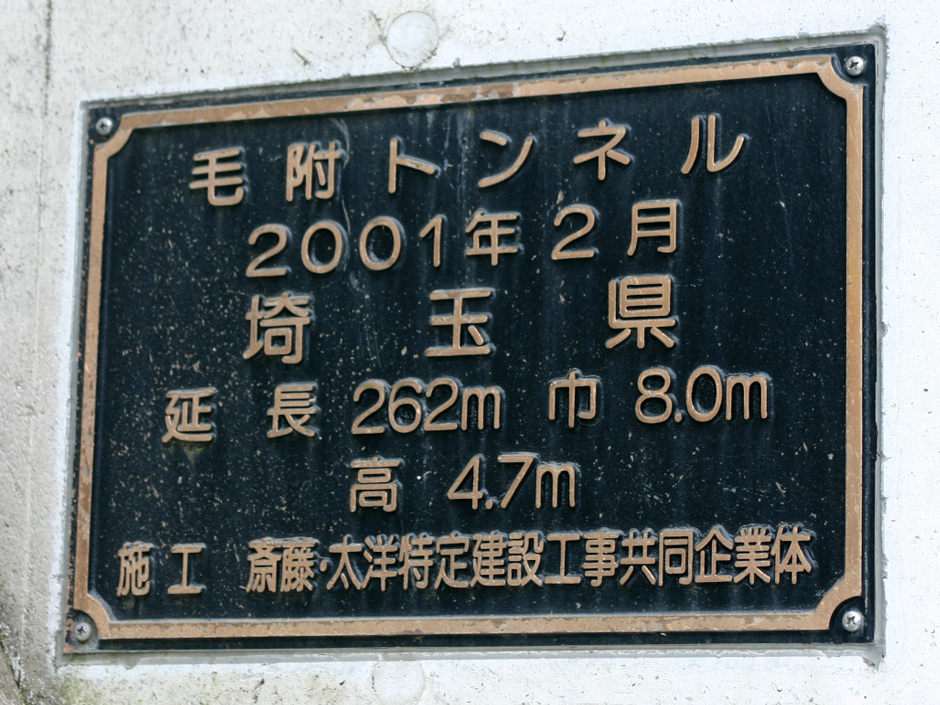 毛附トンネル
2001年2月
埼玉県
延長 262m 巾 8.0m
高 4.7m
施工 斎藤・太洋特定建設工事共同企業体